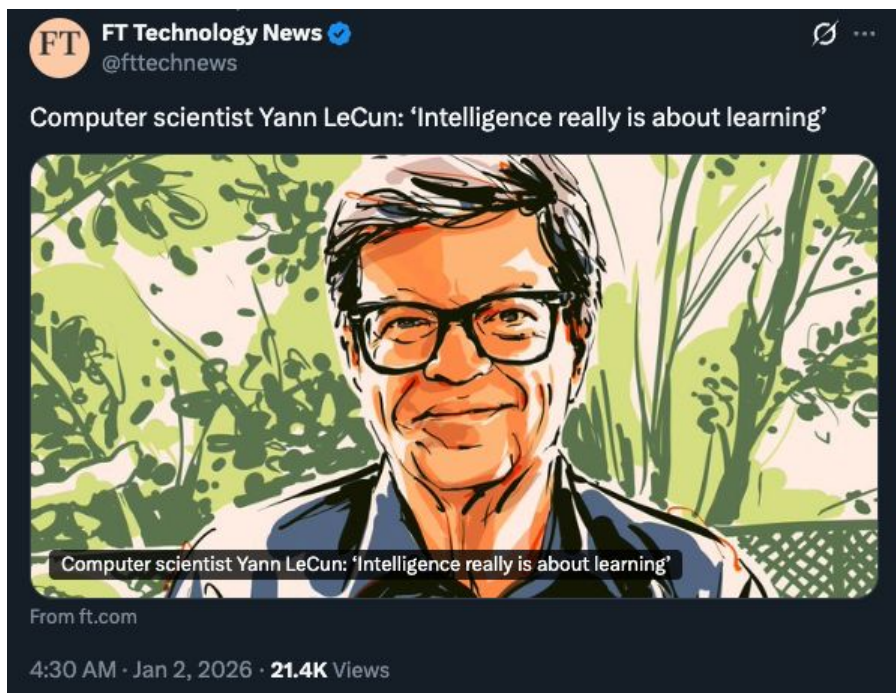 FT
FT Technology News
@fttechnews
Computer scientist Yann LeCun: ‘Intelligence really is about learning’
Computer scientist Yann LeCun: ‘Intelligence really is about learning’
From ft.com
4:30 AM · Jan 2, 2026 · 21.4K Views